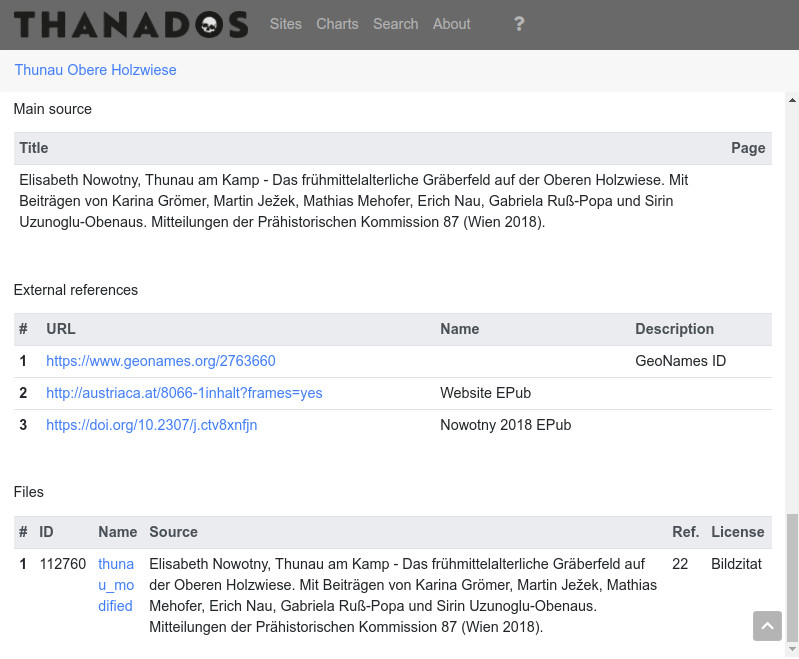 THANADOS Sites Charts Search About ?
Thunau Obere Holzwiese
Main source
Title Page
Elisabeth Nowotny, Thunau am Kamp - Das frühmittelalterliche Gräberfeld auf der Oberen Holzwiese. Mit
Beiträgen von Karina Grömer, Martin Ježek, Mathias Mehofer, Erich Nau, Gabriela Ruß-Popa und Sirin
Uzunoglu-Obenaus. Mitteilungen der Prähistorischen Kommission 87 (Wien 2018).
External references
# URL Name Description
1 https://www.geonames.org/2763660 GeoNames ID
2 http://austriaca.at/8066-1inhalt?frames=yes Website EPub
3 https://doi.org/10.2307/j.ctv8xnfjn Nowotny 2018 EPub
Files
# ID Name Source Ref. License
1 112760 thuna Elisabeth Nowotny, Thunau am Kamp - Das frühmittelalterliche Gräberfeld auf 22 Bildzitat
u_mo der Oberen Holzwiese. Mit Beiträgen von Karina Grömer, Martin Ježek, Mathias
dified Mehofer, Erich Nau, Gabriela Ruß-Popa und Sirin Uzunoglu-Obenaus.
Mitteilungen der Prähistorischen Kommission 87 (Wien 2018).